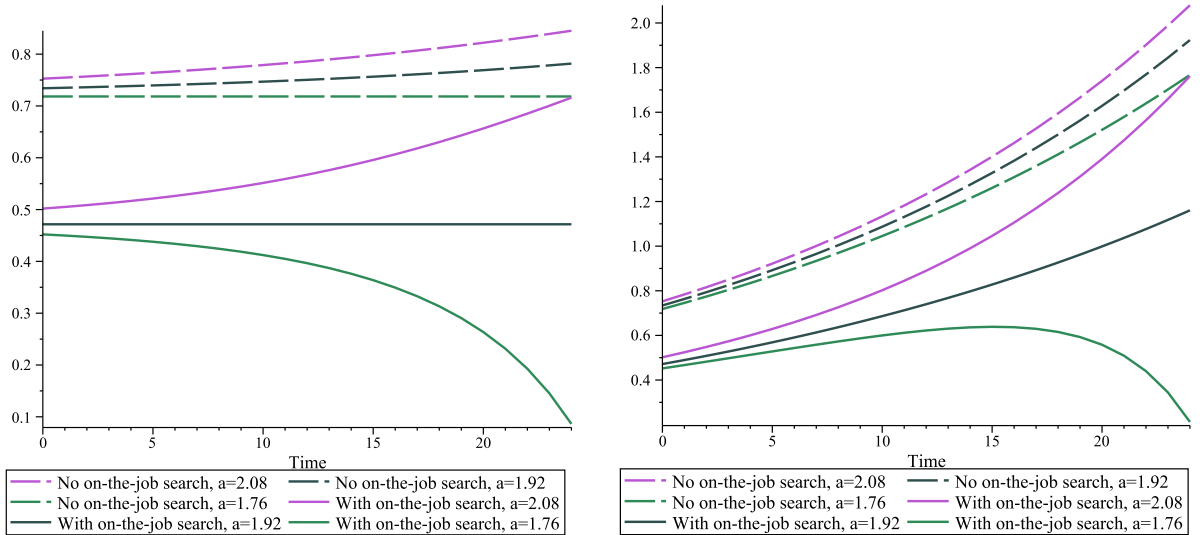 0.8
0.7
0.6
0.5
0.4
0.3
0.2
0.1
0 5 10 15 20
Time
No on-the-job search, a=2.08 No on-the-job search, a=1.92
No on-the-job search, a=1.76 With on-the-job search, a=2.08
With on-the-job search, a=1.92 With on-the-job search, a=1.76
2.0
1.8
1.6
1.4
1.2
1.0
0.8
0.6
0.4
0 5 10 15 20
Time
No on-the-job search, a=2.08 No on-the-job search, a=1.92
No on-the-job search, a=1.76 With on-the-job search, a=2.08
With on-the-job search, a=1.92 With on-the-job search, a=1.76